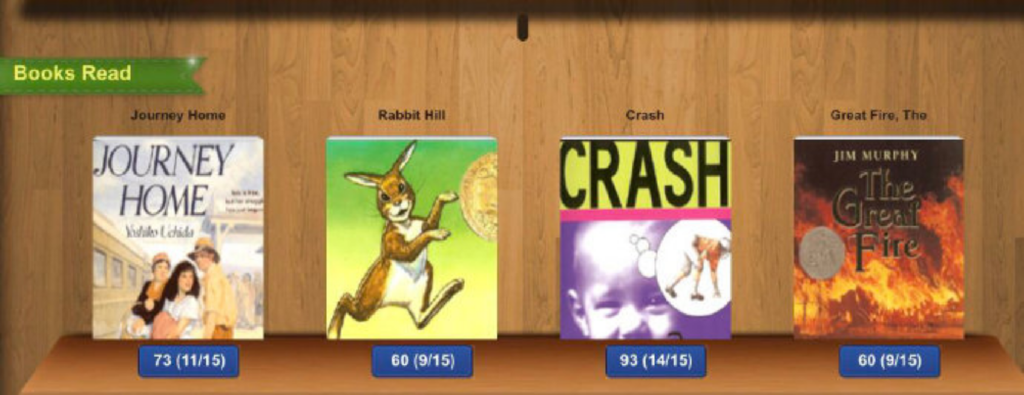 Books Read
Journey Home
Rabbit Hill
Crash
Great Fire, The
JOURNEY
HOME
Yoshiko Uchida
CRASH
JIM MURPHY
The
Great
Fire
73 (11/15)
60 (9/15)
93 (14/15)
60 (9/15)